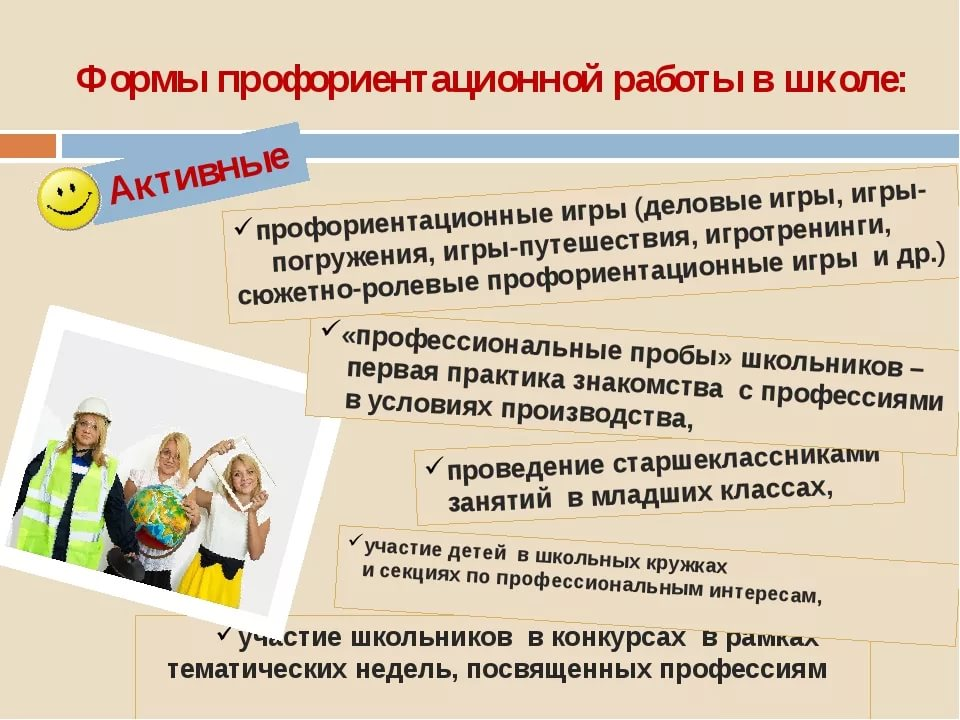 Формы профориентационной работы в школе:
Активные
✓профориентационные игры (деловые игры, игры-
погружения, игры-путешествия, игротренинги,
сюжетно-ролевые профориентационные игры и др.)
✓«профессиональные пробы» школьников –
первая практика знакомства с профессиями
в условиях производства,
✓проведение старшеклассниками
занятий в младших классах,
✓участие детей в школьных кружках
и секциях по профессиональным интересам,
✓участие школьников в конкурсах в рамках
тематических недель, посвященных профессиям